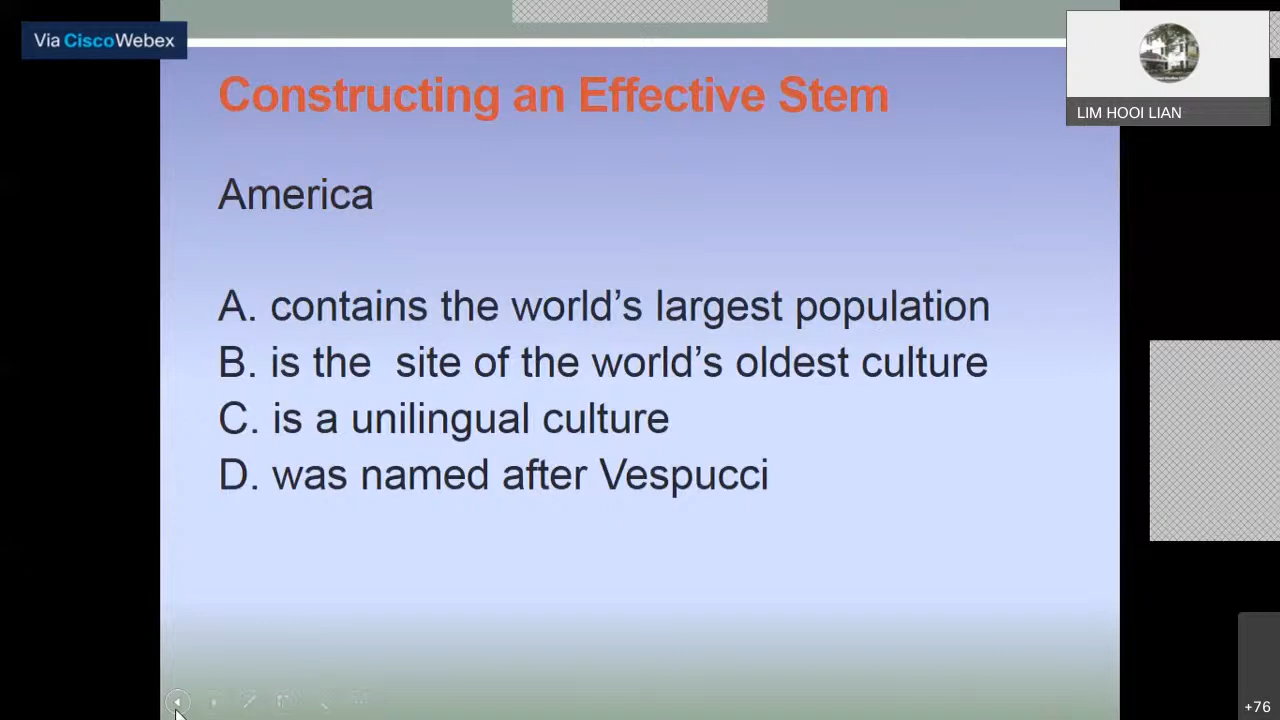 Via CiscoWebex
LIM HOOI LIAN
Constructing an Effective Stem
America
A. contains the world’s largest population
B. is the  site of the world’s oldest culture
C. is a unilingual culture
D. was named after Vespucci
+76